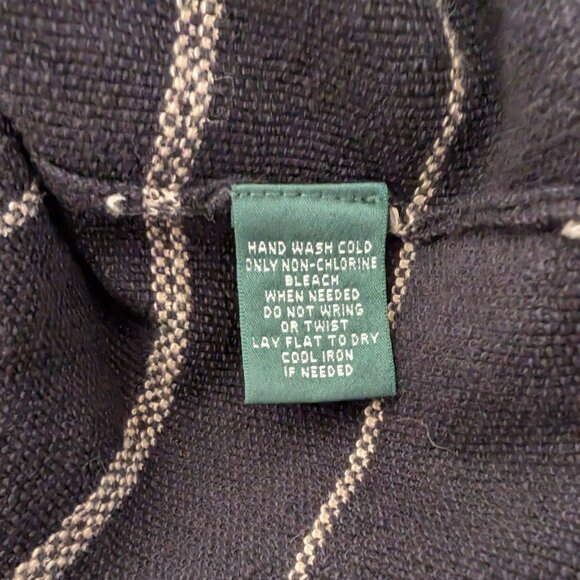 HAND WASH COLD
ONLY NON-CHLORINE
BLEACH
WHEN NEEDED
DO NOT WRING
OR TWIST
LAY FLAT TO DRY
COOL IRON
IF NEEDED